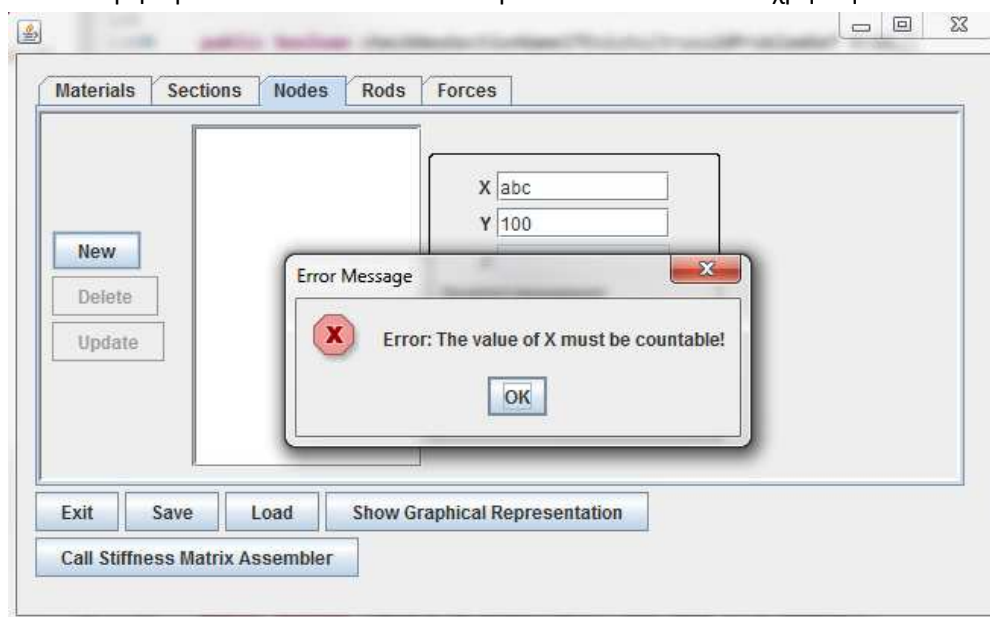 Materials Sections Nodes Rods Forces
X abc
Y 100
New
Delete
Update
Error Message
Error: The value of X must be countable!
OK
Exit Save Load Show Graphical Representation
Call Stiffness Matrix Assembler